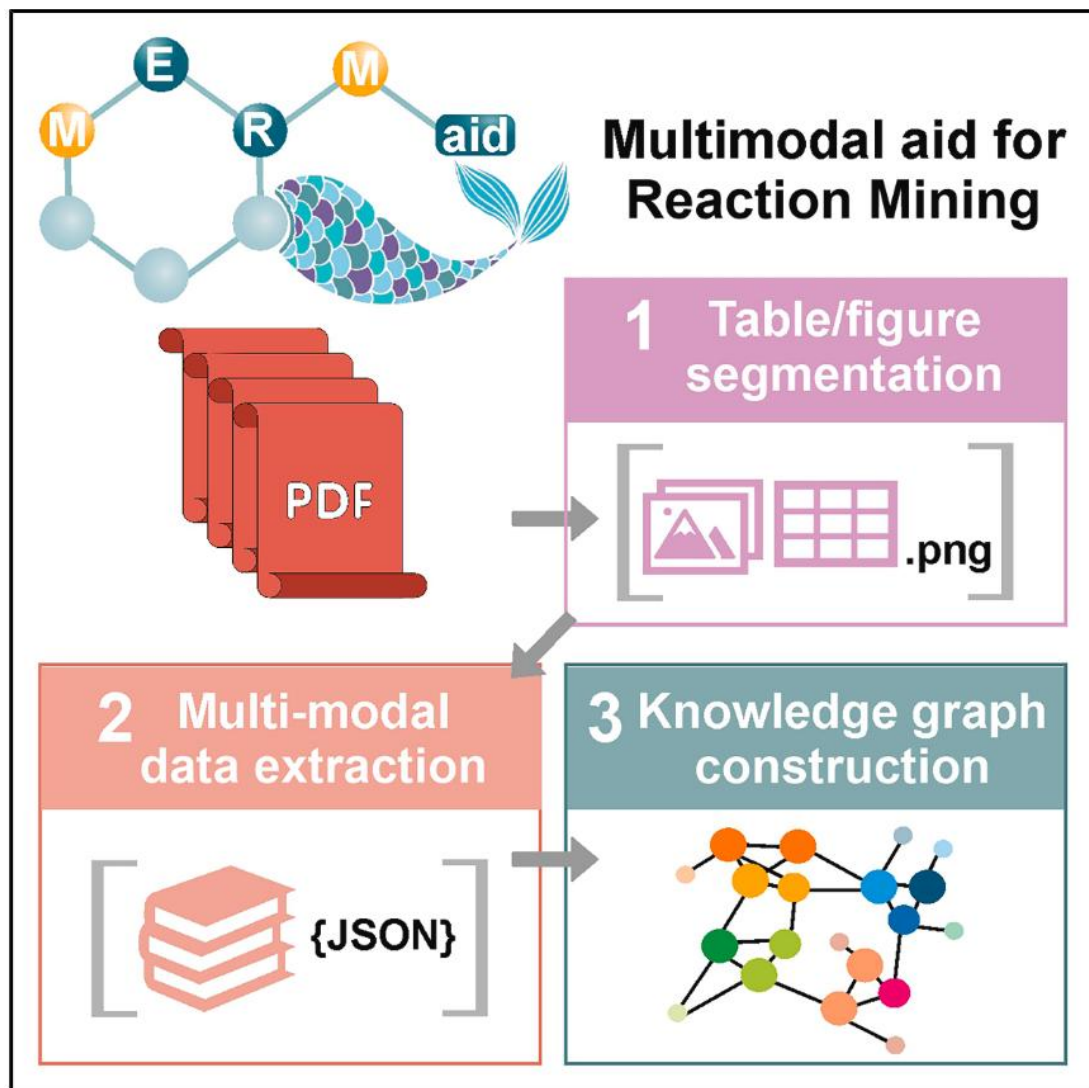 M E R M aid
Multimodal aid for
Reaction Mining
PDF
1 Table/figure
segmentation
.png
2 Multi-modal
data extraction
{JSON}
3 Knowledge graph
construction